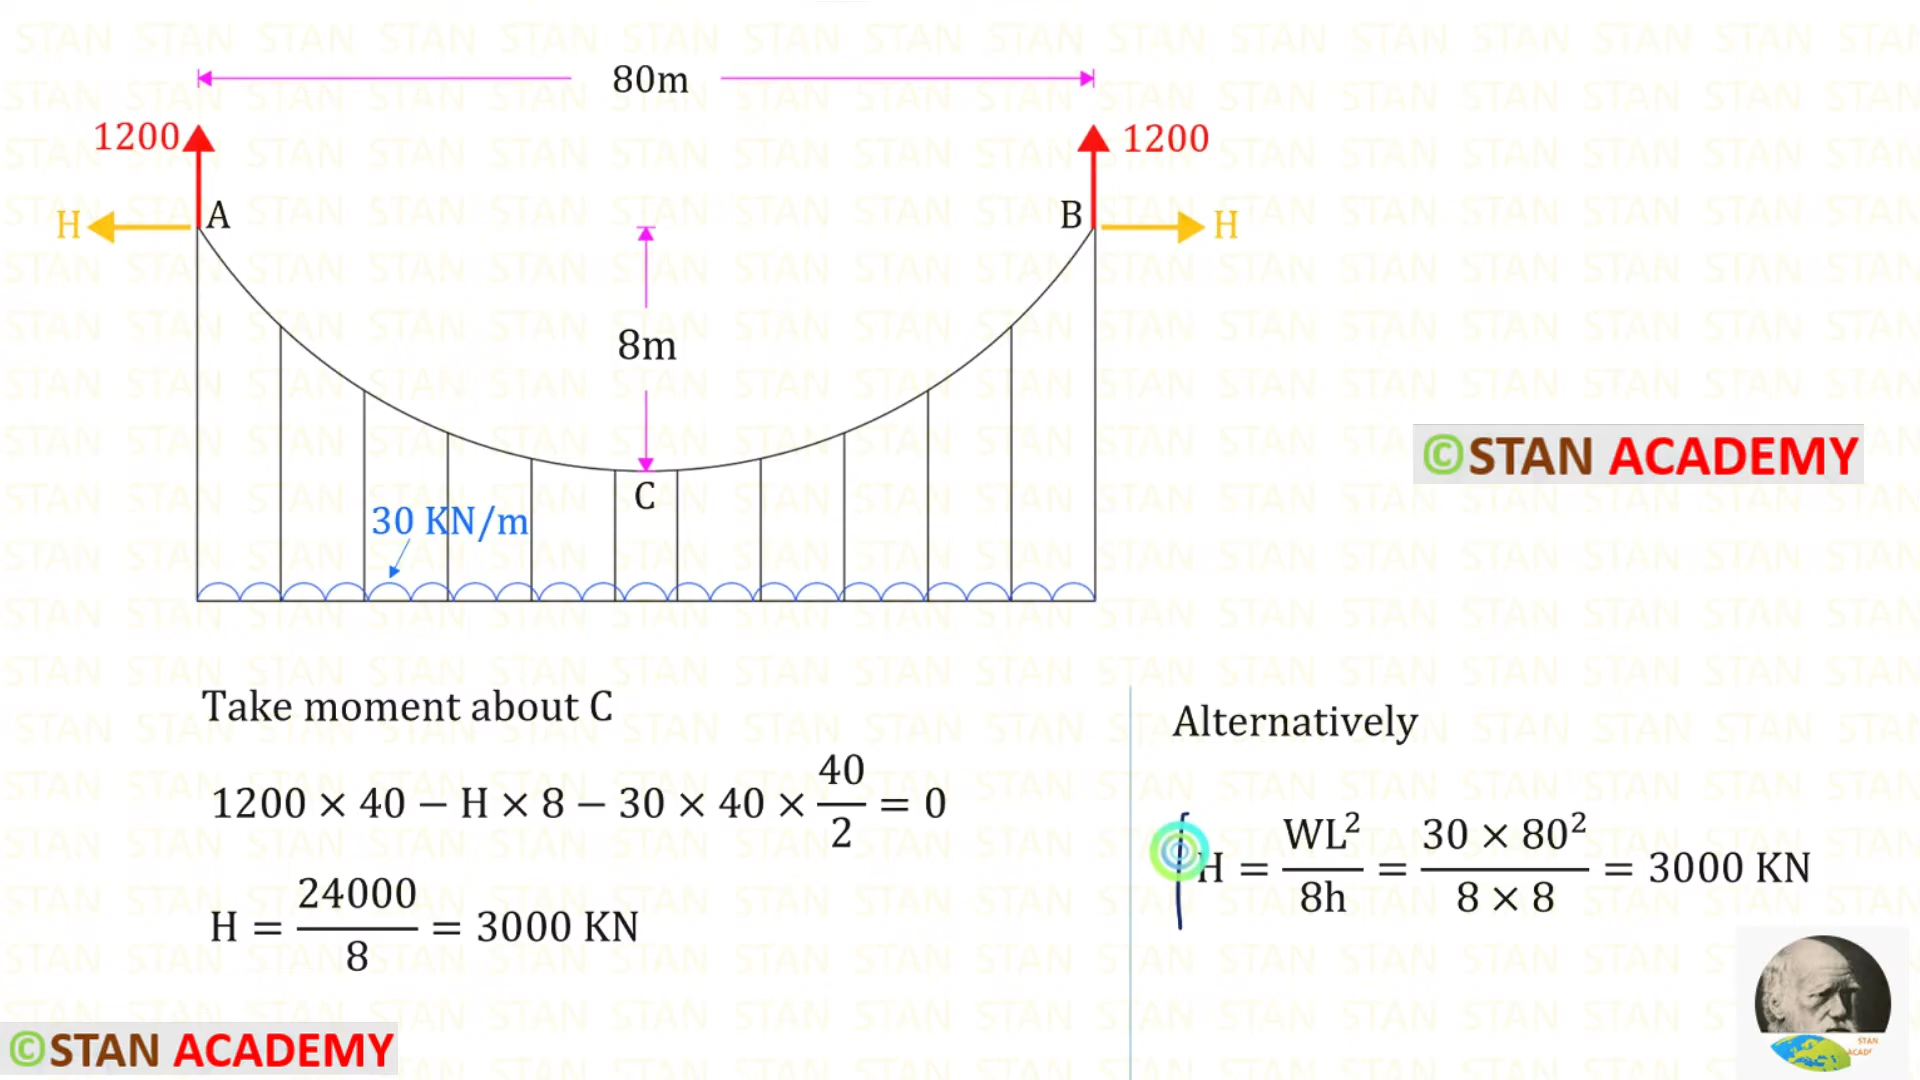 80m
1200
1200
H
A
B
H
8m
C
30 KN/m
©STAN ACADEMY
Take moment about C
1200 × 40 − H × 8 − 30 × 40 × 40/2 = 0
H = 24000/8 = 3000 KN
Alternatively
H = WL²/8h = 30 × 80²/8 × 8 = 3000 KN
©STAN ACADEMY
STAN